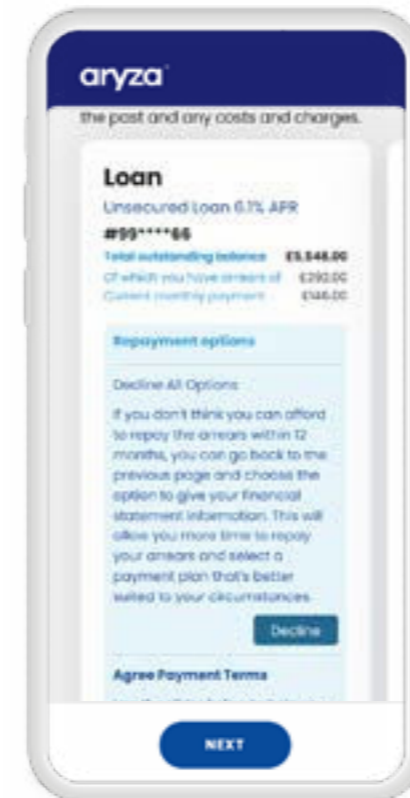 aryza
the past and any costs and charges.
Loan
Unsecured Loan 6.1% APR
#99****66
Total outstanding balance £5,548.00
Of which you have arrears of £292.00
Current monthly payment £146.00
Repayment options
Decline All Options
If you don't think you can afford
to repay the arrears within 12
months, you can go back to the
previous page and choose the
option to give your financial
statement information. This will
allow you more time to repay
your arrears and select a
payment plan that's better
suited to your circumstances.
Decline
Agree Payment Terms
NEXT